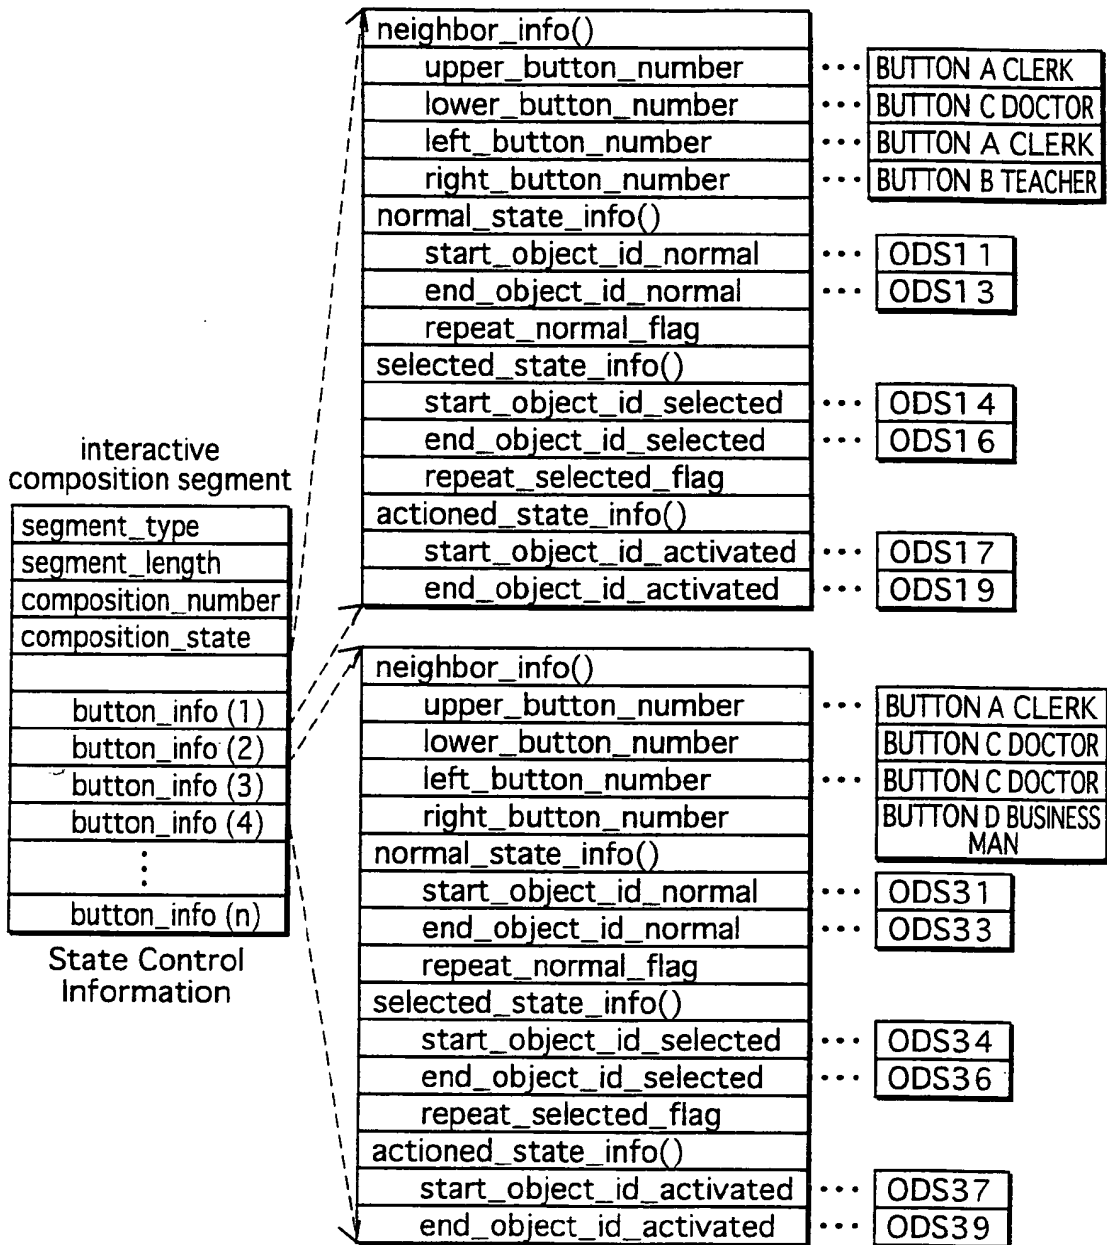 interactive
composition segment
segment_type
segment_length
composition_number
composition_state
button_info (1)
button_info (2)
button_info (3)
button_info (4)
button_info (n)
State Control
Information
neighbor_info()
upper_button_number ... BUTTON A CLERK
lower_button_number ... BUTTON C DOCTOR
left_button_number ... BUTTON A CLERK
right_button_number ... BUTTON B TEACHER
normal_state_info()
start_object_id_normal ... ODS11
end_object_id_normal ... ODS13
repeat_normal_flag
selected_state_info()
start_object_id_selected ... ODS14
end_object_id_selected ... ODS16
repeat_selected_flag
actioned_state_info()
start_object_id_activated ... ODS17
end_object_id_activated ... ODS19
neighbor_info()
upper_button_number ... BUTTON A CLERK
lower_button_number BUTTON C DOCTOR
left_button_number ... BUTTON C DOCTOR
right_button_number BUTTON D BUSINESS
MAN
normal_state_info()
start_object_id_normal ... ODS31
end_object_id_normal ... ODS33
repeat_normal_flag
selected_state_info()
start_object_id_selected ... ODS34
end_object_id_selected ... ODS36
repeat_selected_flag
actioned_state_info()
start_object_id_activated ... ODS37
end_object_id_activated ... ODS39